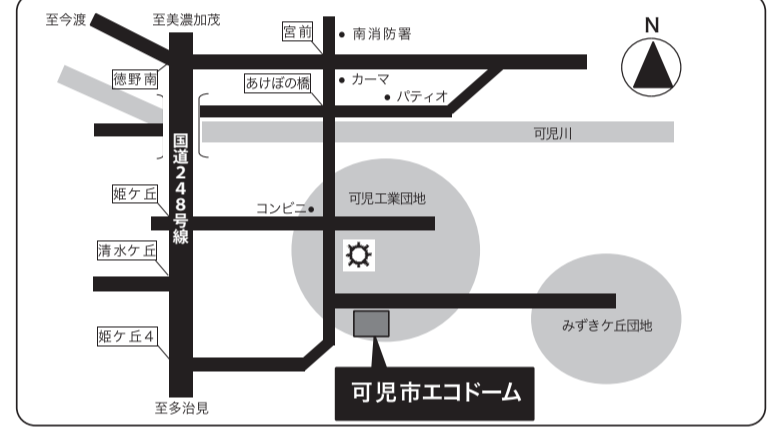 至今渡
至美濃加茂
宮前
南消防署
N
徳野南
あけぼの橋
カーマ
パティオ
可児川
国道248号線
姫ケ丘
コンビニ
可児工業団地
清水ケ丘
姫ケ丘4
みずきケ丘団地
可児市エコドーム
至多治見